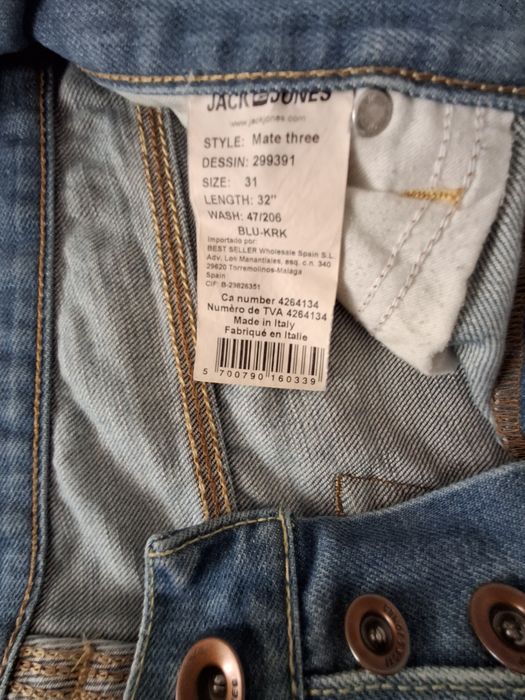 JACK JONES
www.jackjones.com
STYLE: Mate three
DESSIN: 299391
SIZE: 31
LENGTH: 32"
WASH: 47/206
BLU-KRK
Importado por:
BEST SELLER Wholesale Spain S.L.
Adv. Los Manantiales, esq. c.n. 340
29620 Torremolinos-Malaga
Spain
CIF: B-23826351
Ca number 4264134
Numéro de TVA 4264134
Made in Italy
Fabriqué en Italie
5 700790 160339